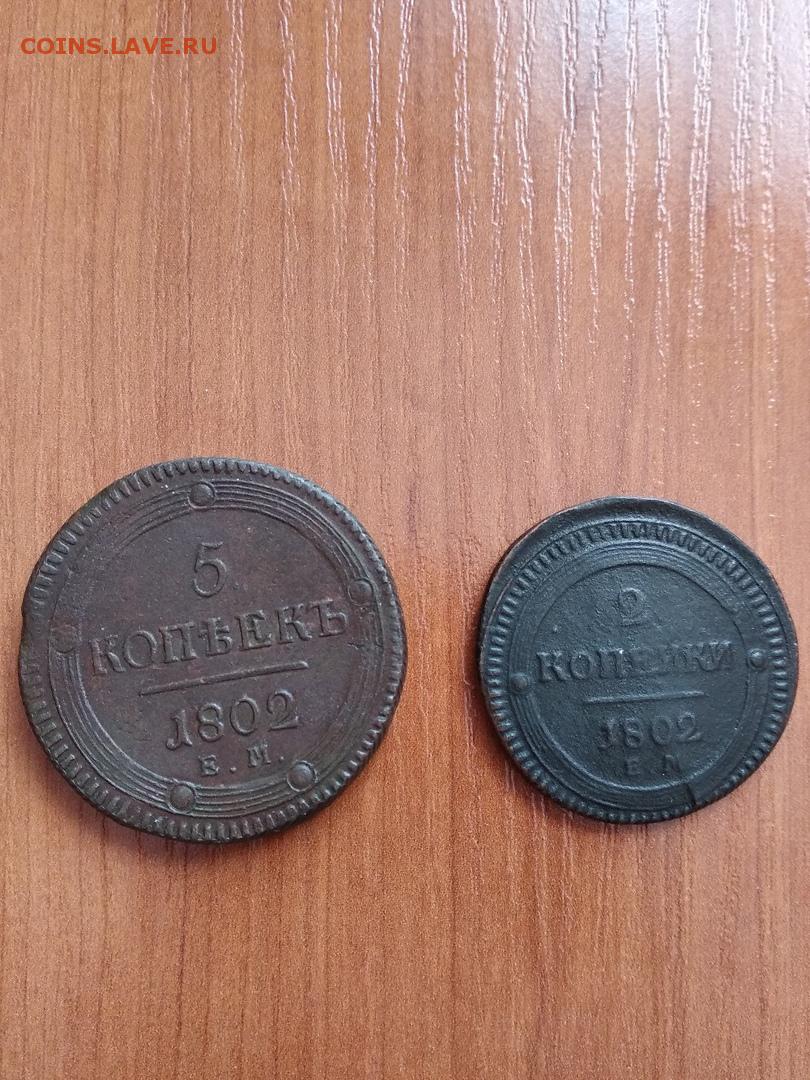 COINS.LAVE.RU
5
КОПѢЕКЪ
1802
Е.М.
2
КОПѢЙКИ
1802
Е.М